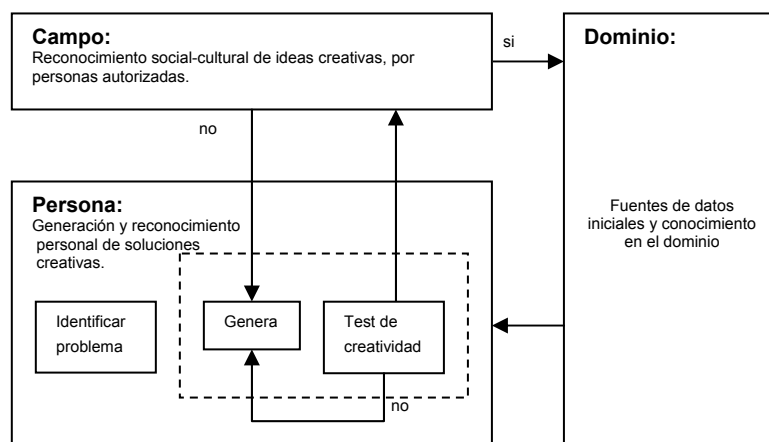 Campo:
Reconocimiento social-cultural de ideas creativas, por
personas autorizadas.
si
Dominio:
no
Persona:
Generación y reconocimiento
personal de soluciones
creativas.
Fuentes de datos
iniciales y conocimiento
en el dominio
Identificar
problema
Genera
Test de
creatividad
no